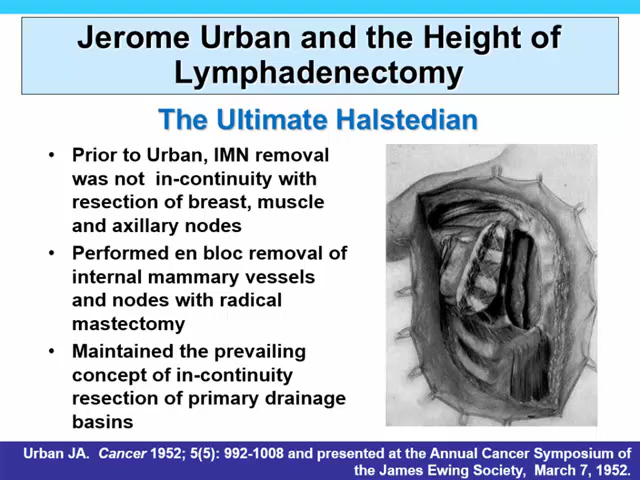 Jerome Urban and the Height of
Lymphadenectomy
The Ultimate Halstedian
• Prior to Urban, IMN removal
was not in-continuity with
resection of breast, muscle
and axillary nodes
• Performed en bloc removal of
internal mammary vessels
and nodes with radical
mastectomy
• Maintained the prevailing
concept of in-continuity
resection of primary drainage
basins
Urban JA. Cancer 1952; 5(5): 992-1008 and presented at the Annual Cancer Symposium of
the James Ewing Society, March 7, 1952.